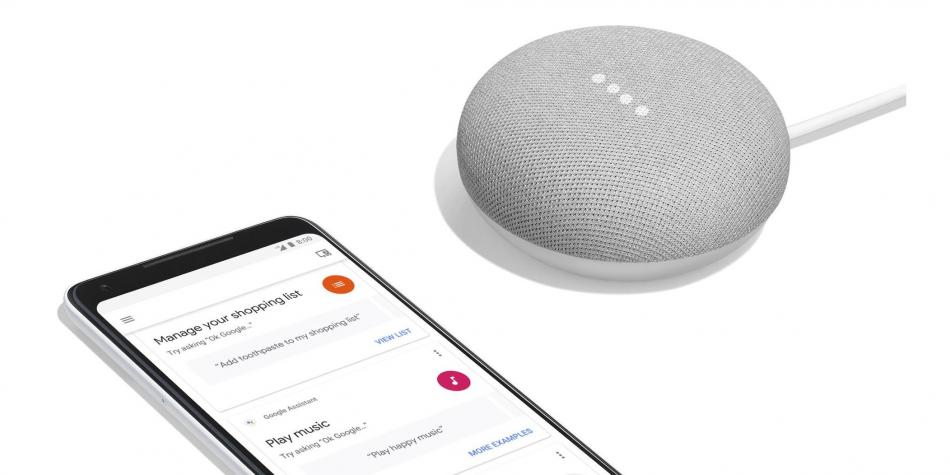 8:00
Manage your shopping list
Try asking "Ok Google..."
"Add toothpaste to my shopping list"
VIEW LIST
Google Assistant
Play music
Try asking "Ok Google..."
"Play happy music"
MORE EXAMPLES